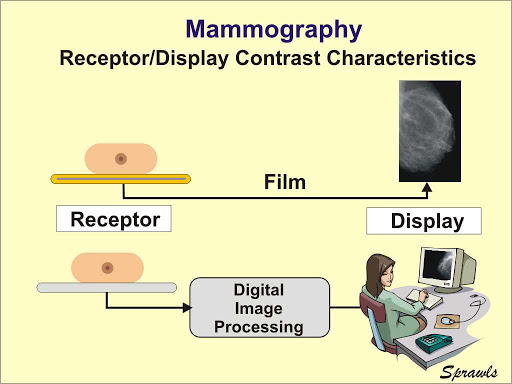 Mammography
Receptor/Display Contrast Characteristics
Film
Receptor
Display
Digital
Image
Processing
Sprawls